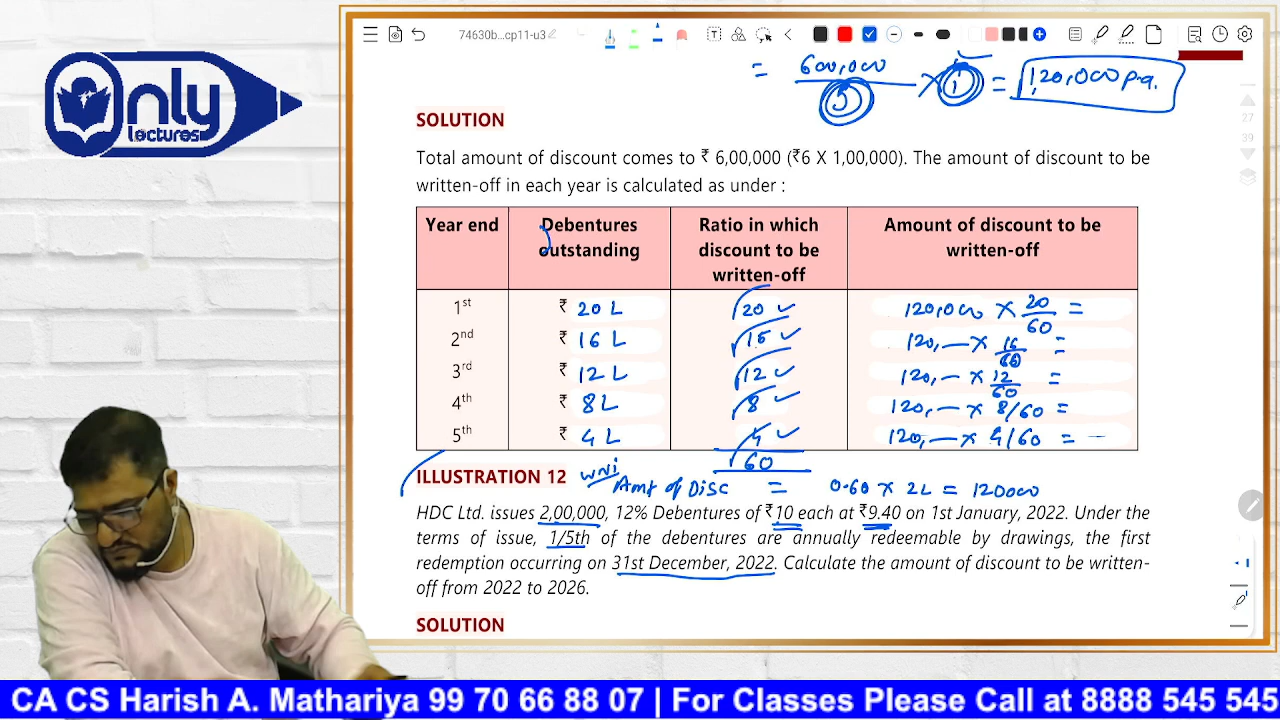 74630b...cp11-u3
nly
lectures
= 600,000 / 5 × 1 = 120,000 p.a.
SOLUTION
Total amount of discount comes to ₹ 6,00,000 (₹6 X 1,00,000). The amount of discount to be
written-off in each year is calculated as under :
Year end Debentures outstanding Ratio in which discount to be written-off Amount of discount to be written-off
1st ₹ 20 L 20 ✓ 120,000 × 20/60 =
2nd ₹ 16 L 16 ✓ 120,— × 16/60 =
3rd ₹ 12 L 12 ✓ 120,— × 12/60 =
4th ₹ 8L 8 ✓ 120,— × 8/60 =
5th ₹ 4 L 4 ✓ 120,— × 4/60 = —
60
ILLUSTRATION 12 WN1 Amt of Disc = 0.60 × 2L = 120000
HDC Ltd. issues 2,00,000, 12% Debentures of ₹10 each at ₹9.40 on 1st January, 2022. Under the
terms of issue, 1/5th of the debentures are annually redeemable by drawings, the first
redemption occurring on 31st December, 2022. Calculate the amount of discount to be written-
off from 2022 to 2026.
SOLUTION
27
39
CA CS Harish A. Mathariya 99 70 66 88 07 | For Classes Please Call at 8888 545 545